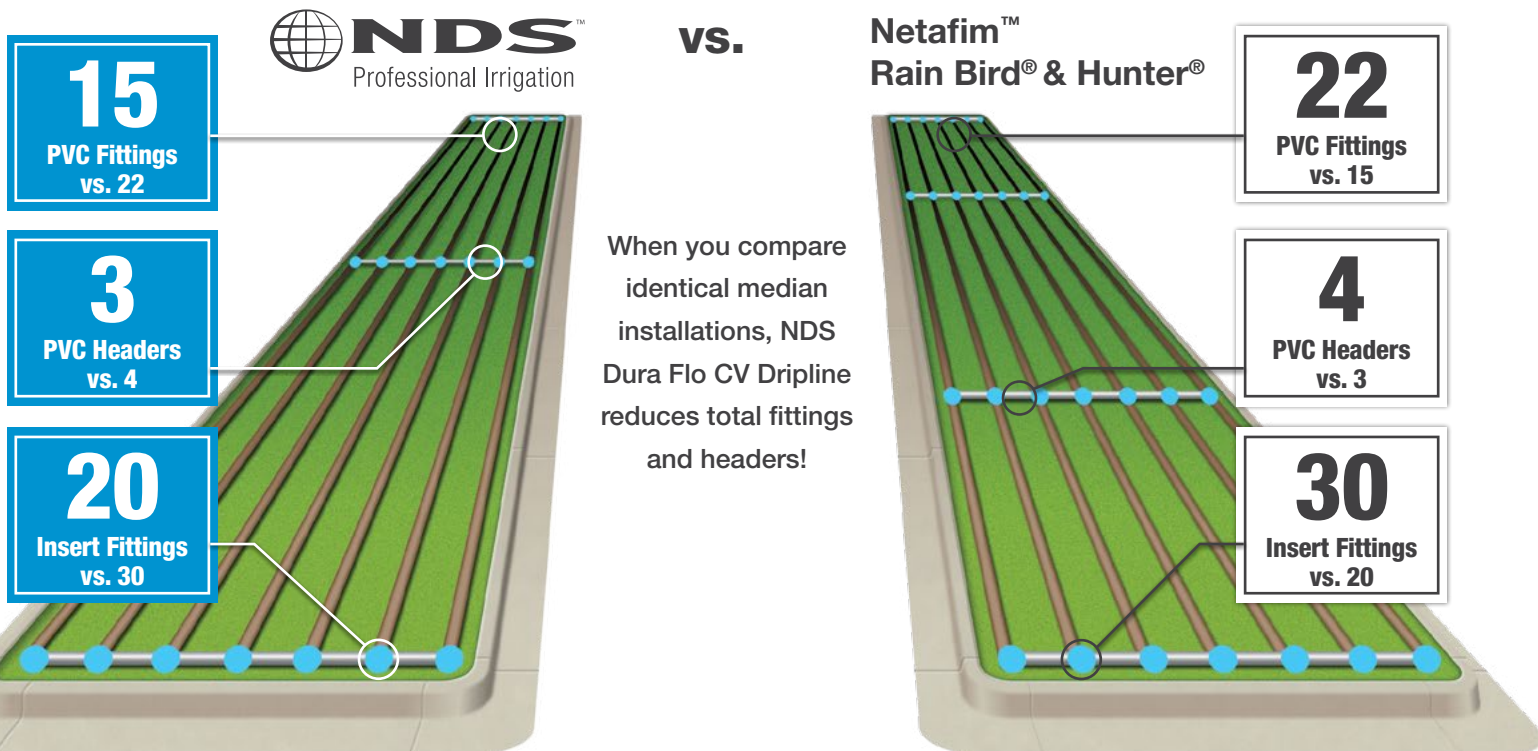 NDS™
Professional Irrigation
vs.
Netafim™
Rain Bird® & Hunter®
15
PVC Fittings
vs. 22
3
PVC Headers
vs. 4
20
Insert Fittings
vs. 30
When you compare
identical median
installations, NDS
Dura Flo CV Dripline
reduces total fittings
and headers!
22
PVC Fittings
vs. 15
4
PVC Headers
vs. 3
30
Insert Fittings
vs. 20